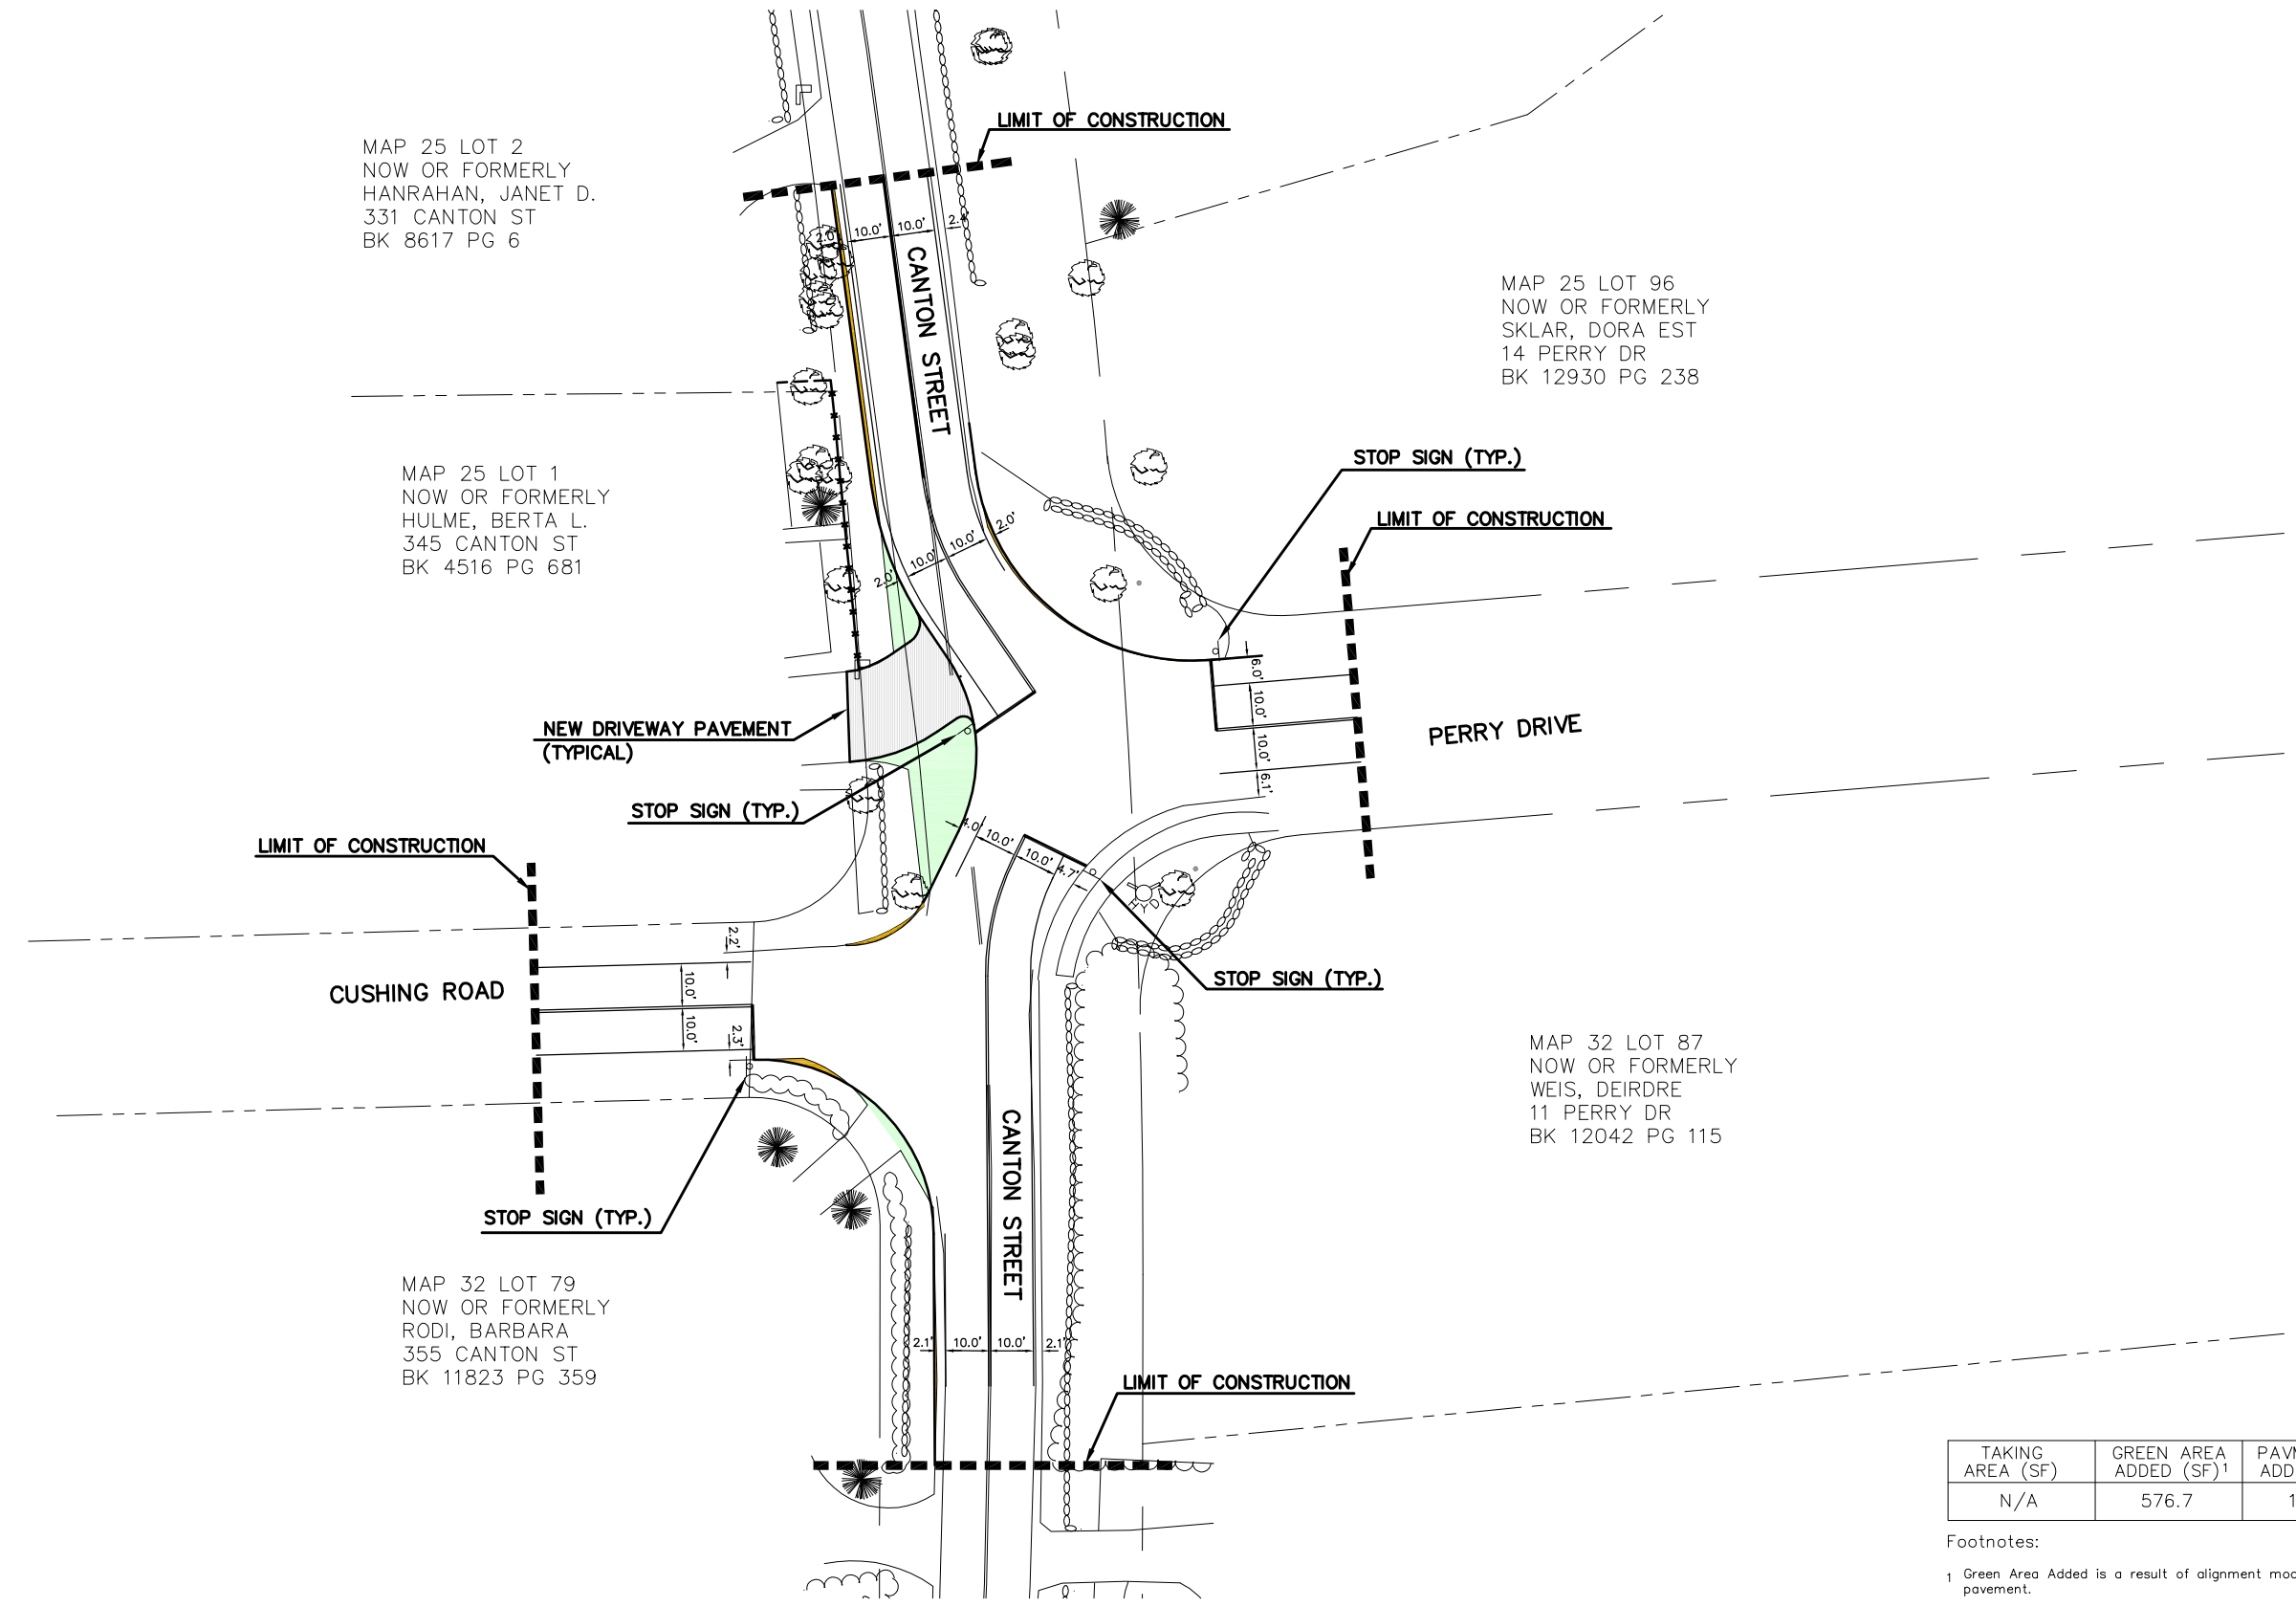 LIMIT OF CONSTRUCTION
MAP 25 LOT 2
NOW OR FORMERLY
HANRAHAN, JANET D.
331 CANTON ST
BK 8617 PG 6
2.0'
10.0'
10.0'
2.4'
CANTON STREET
MAP 25 LOT 96
NOW OR FORMERLY
SKLAR, DORA EST
14 PERRY DR
BK 12930 PG 238
MAP 25 LOT 1
NOW OR FORMERLY
HULME, BERTA L.
345 CANTON ST
BK 4516 PG 681
STOP SIGN (TYP.)
LIMIT OF CONSTRUCTION
2.0'
10.0'
10.0'
2.0'
6.0'
10.0'
10.0'
6.1'
PERRY DRIVE
NEW DRIVEWAY PAVEMENT
(TYPICAL)
STOP SIGN (TYP.)
4.0'
10.0'
10.0'
4.7'
HYD
LIMIT OF CONSTRUCTION
2.2'
10.0'
10.0'
2.3'
CUSHING ROAD
STOP SIGN (TYP.)
MAP 32 LOT 87
NOW OR FORMERLY
WEIS, DEIRDRE
11 PERRY DR
BK 12042 PG 115
CANTON STREET
STOP SIGN (TYP.)
MAP 32 LOT 79
NOW OR FORMERLY
RODI, BARBARA
355 CANTON ST
BK 11823 PG 359
2.1'
10.0'
10.0'
2.1'
LIMIT OF CONSTRUCTION
TAKING
AREA (SF)
GREEN AREA
ADDED (SF)1
N/A
576.7
Footnotes:
1 Green Area Added is a result of alignment
pavement.